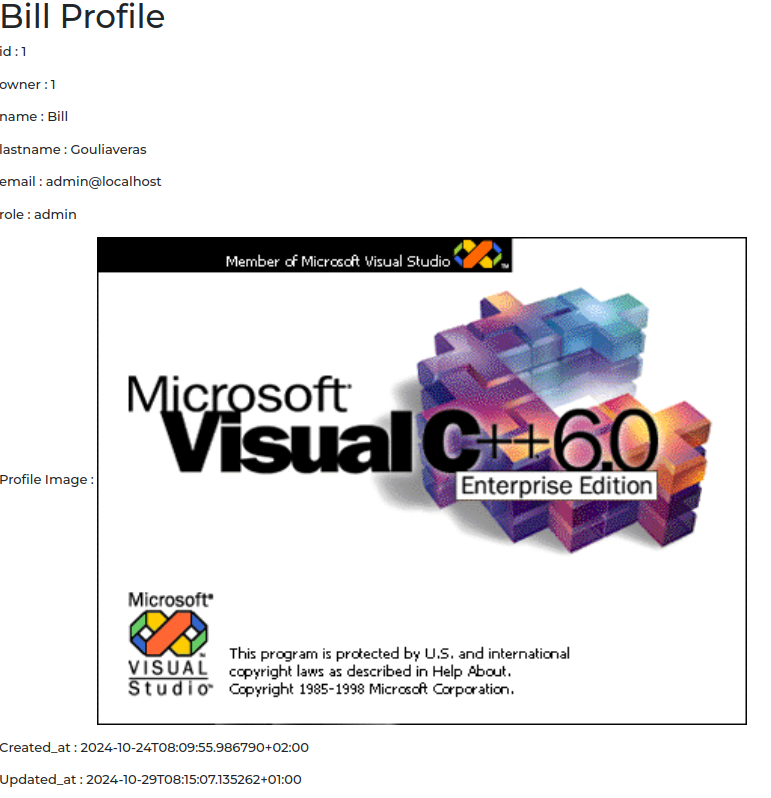 Bill Profile
id : 1
owner : 1
name : Bill
lastname : Gouliaveras
email : admin@localhost
role : admin
Member of Microsoft Visual Studio ™
Microsoft®
Visual C++ 6.0
Enterprise Edition
Profile Image :
Microsoft®
VISUAL
Studio™
This program is protected by U.S. and international
copyright laws as described in Help About.
Copyright 1985-1998 Microsoft Corporation.
Created_at : 2024-10-24T08:09:55.986790+02:00
Updated_at : 2024-10-29T08:15:07.135262+01:00